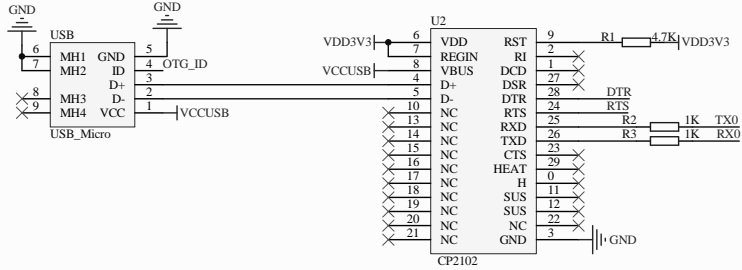 GND
GND
USB
6 MH1 GND 5
7 MH2 ID 4 OTG_ID
D+ 3
8 MH3 D- 2
9 MH4 VCC 1 VCCUSB
USB_Micro
U2
VDD3V3 6 VDD RST 9 R1 4.7K VDD3V3
7 REGIN RI 2
VCCUSB 8 VBUS DCD 1
4 D+ DSR 27
5 D- DTR 28 DTR
10 NC RTS 24 RTS
13 NC RXD 25 R2 1K TX0
14 NC TXD 26 R3 1K RX0
15 NC CTS 23
16 NC HEAT 29
17 NC H 0
18 NC SUS 11
19 NC SUS 12
20 NC NC 22
21 NC GND 3 GND
CP2102